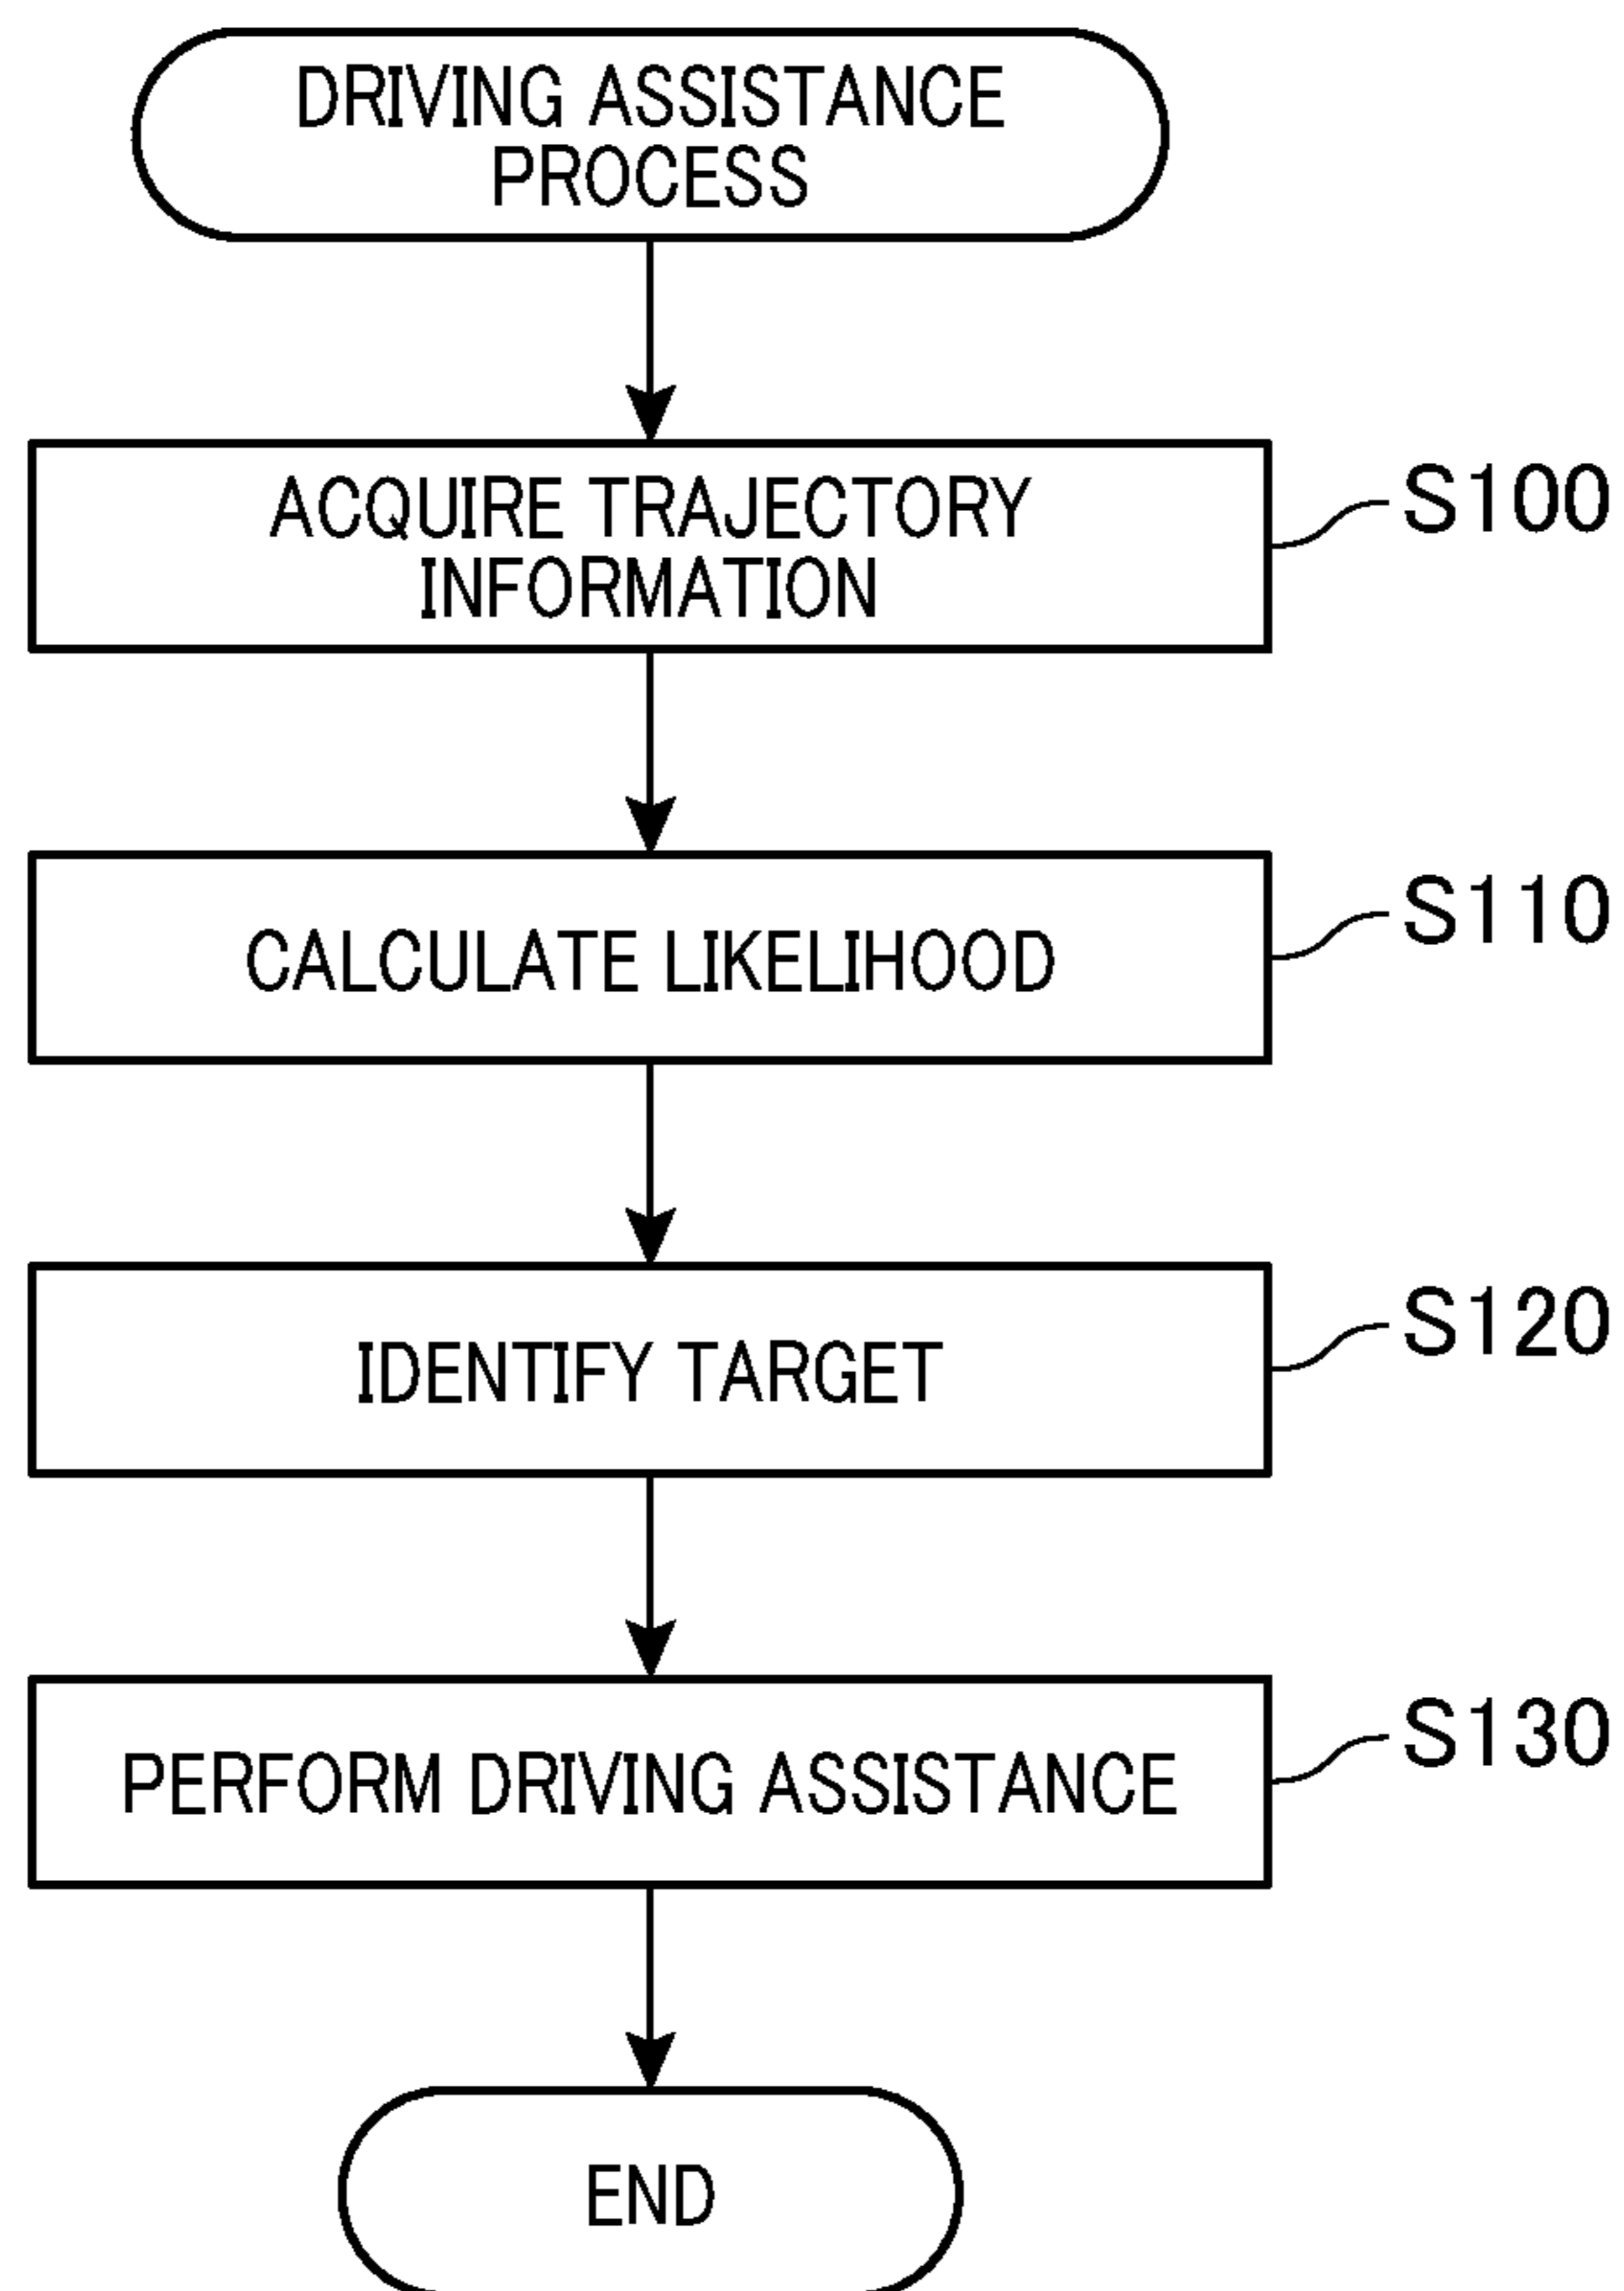 DRIVING ASSISTANCE
PROCESS
ACQUIRE TRAJECTORY
INFORMATION
S100
CALCULATE LIKELIHOOD
S110
IDENTIFY TARGET
S120
PERFORM DRIVING ASSISTANCE
S130
END